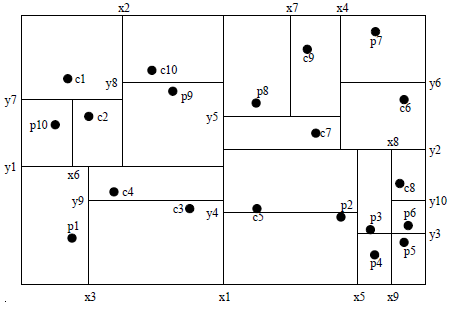 x2 x7 x4
p7
c9
c10
c1
y8 y6
p9
p8
y7 c6
c2 y5
p10
c7
x8 y2
y1
x6
c8
c4
y9 y10
c3 y4 c5 p2
p3 p6
p1 y3
p4 p5
x3 x1 x5 x9
.